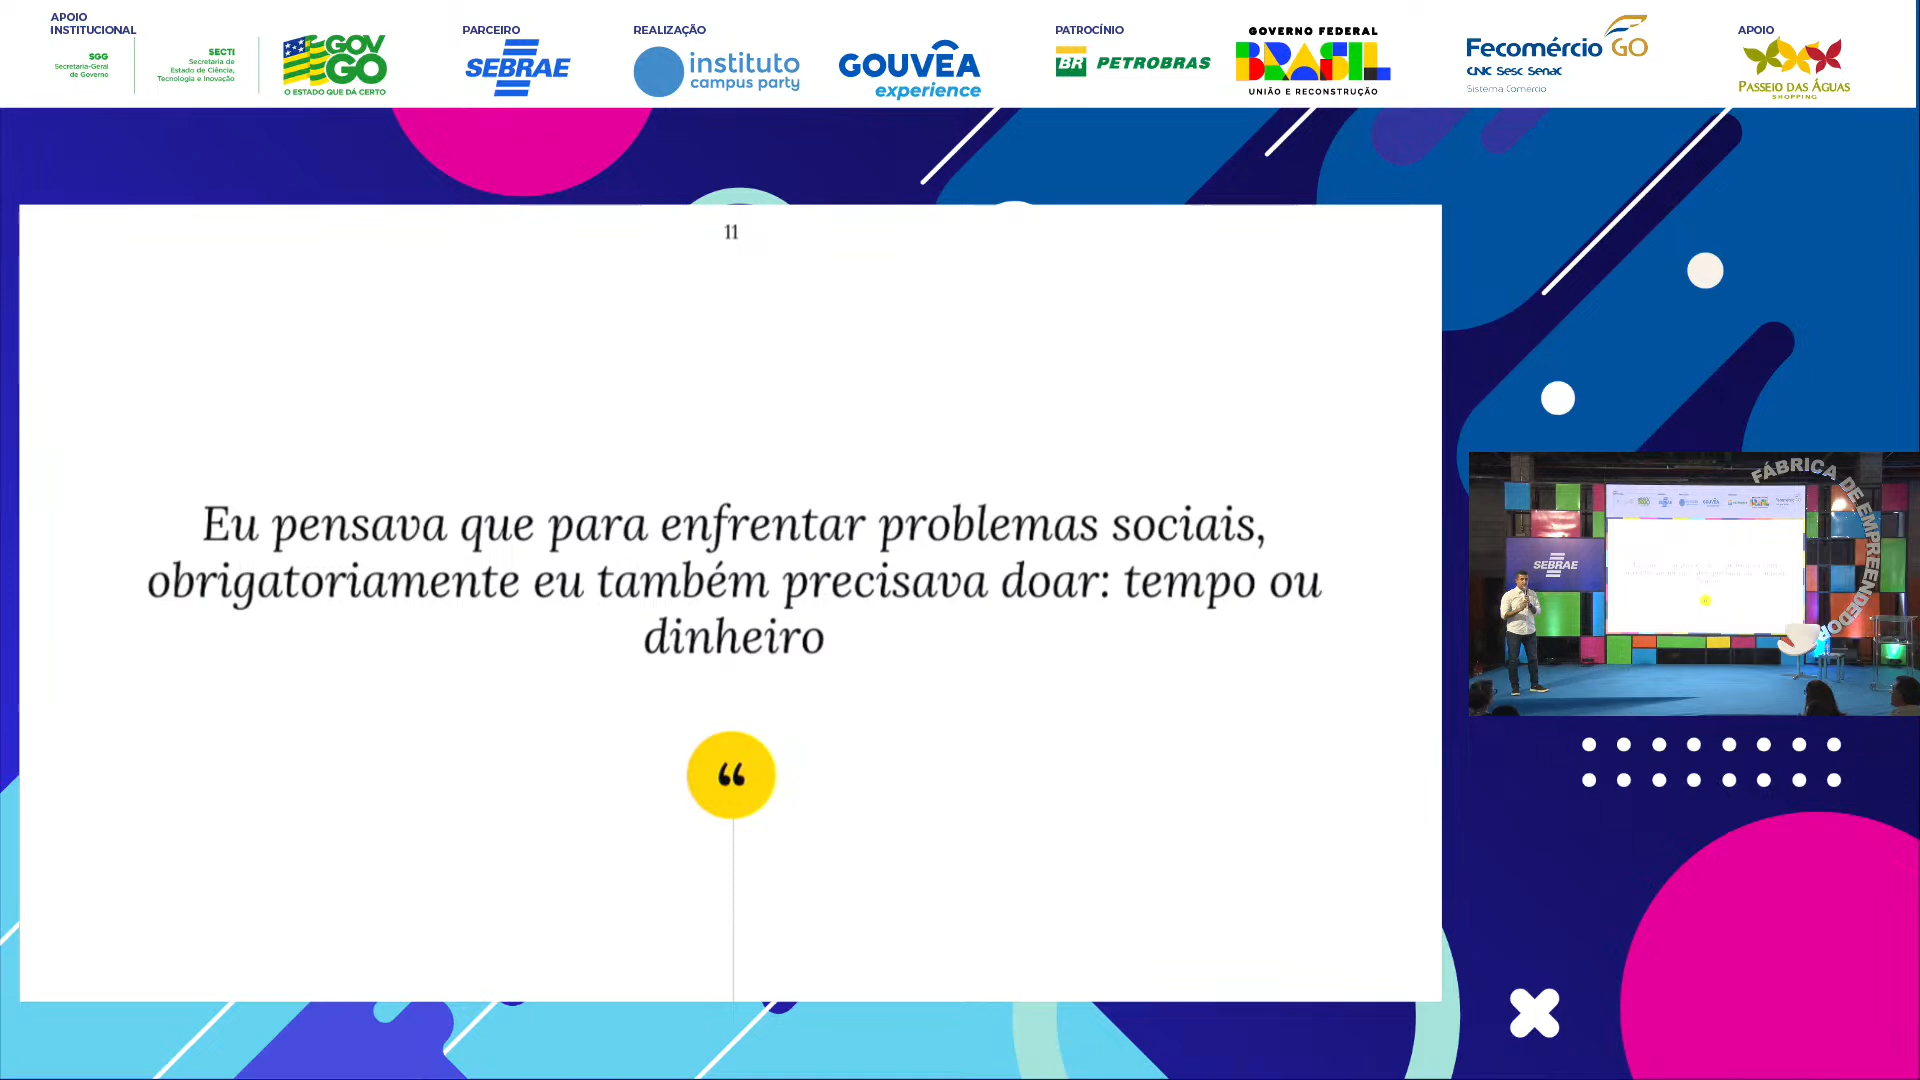 APOIO
INSTITUCIONAL
SGG
Secretaria-Geral
de Governo
SECTI
Secretaria de
Estado de Ciência,
Tecnologia e Inovação
GOV
GO
O ESTADO QUE DÁ CERTO
PARCEIRO
SEBRAE
REALIZAÇÃO
instituto
campus party
GOUVÊA
experience
PATROCÍNIO
BR PETROBRAS
GOVERNO FEDERAL
BRASIL
UNIÃO E RECONSTRUÇÃO
Fecomércio GO
CNC Sesc Senac
Sistema Comércio
APOIO
PASSEIO DAS ÁGUAS
SHOPPING
11
Eu pensava que para enfrentar problemas sociais,
obrigatoriamente eu também precisava doar: tempo ou
dinheiro
“
SEBRAE
FÁBRICA DE EMPREENDEDOR